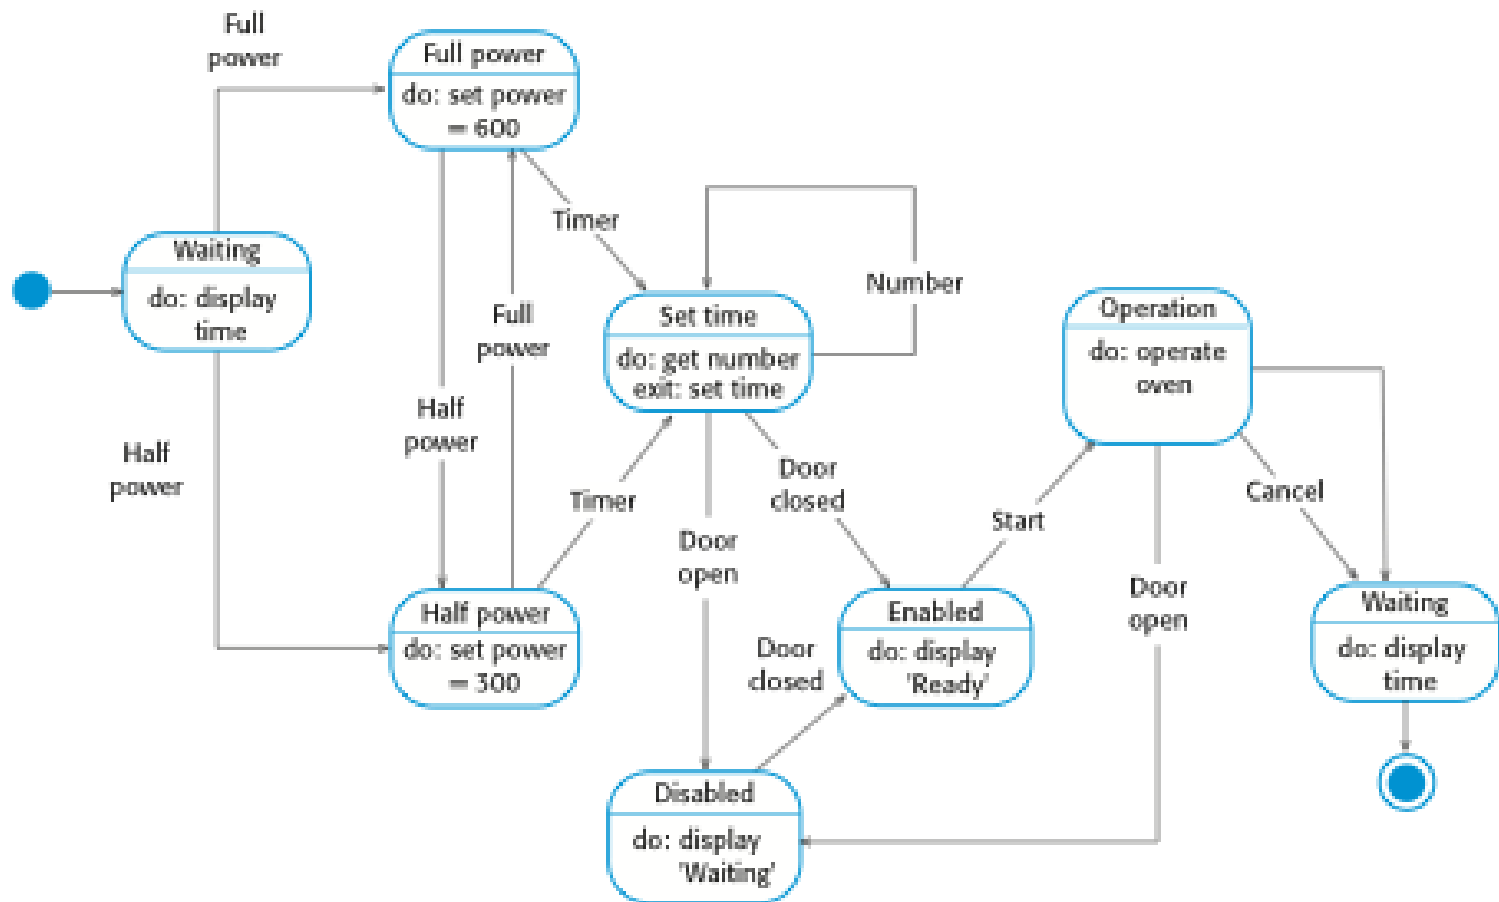 Full
power
Full power
do: set power
= 600
Timer
Waiting
do: display
time
Number
Full
power
Set time
do: get number
exit: set time
Operation
do: operate
oven
Half
power
Half
power
Timer
Door
closed
Door
open
Start
Cancel
Half power
do: set power
= 300
Enabled
do: display
'Ready'
Door
open
Waiting
do: display
time
Door
closed
Disabled
do: display
'Waiting'